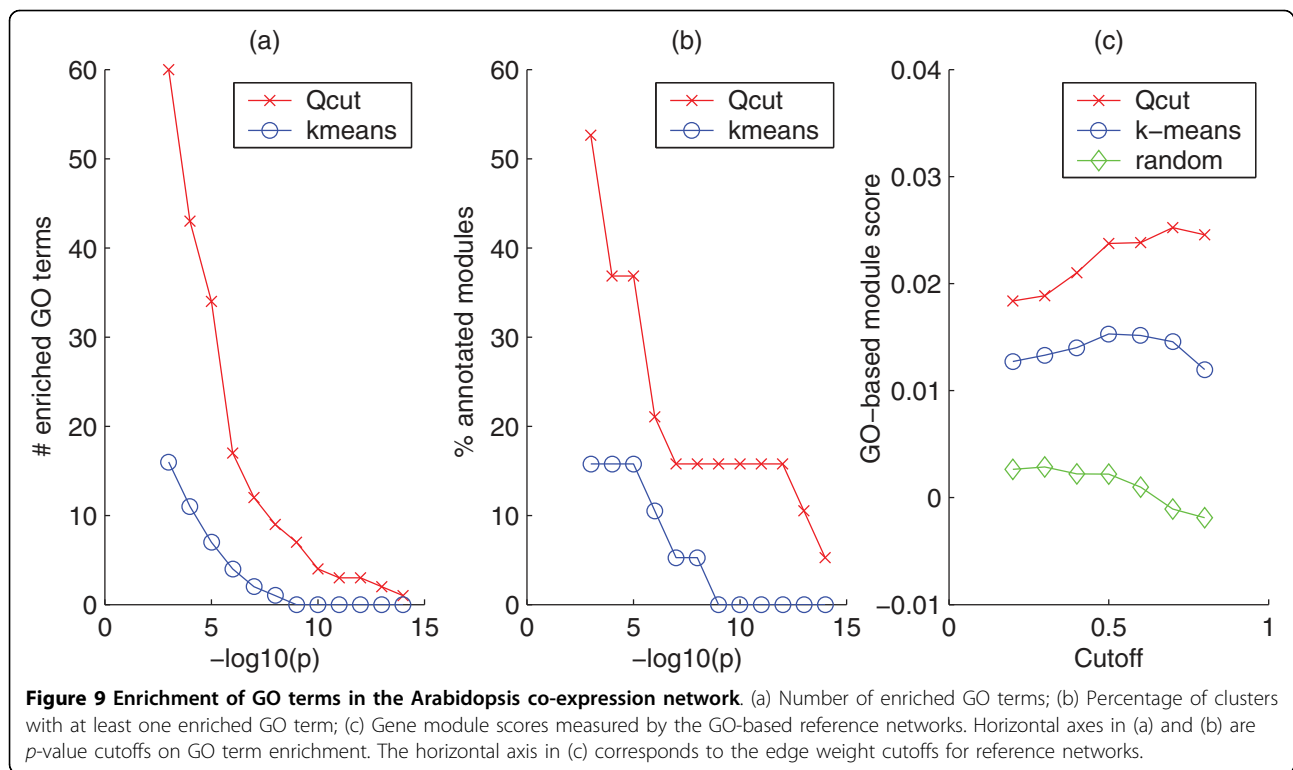 (a)
60
50
40
30
20
10
0
# enriched GO terms
Qcut
kmeans
0
5
10
15
−log10(p)
(b)
60
50
40
30
20
10
0
% annotated modules
Qcut
kmeans
0
5
10
15
−log10(p)
(c)
0.04
0.03
0.02
0.01
0
−0.01
GO−based module score
Qcut
k−means
random
0
0.5
1
Cutoff
Figure 9 Enrichment of GO terms in the Arabidopsis co-expression network. (a) Number of enriched GO terms; (b) Percentage of clusters
with at least one enriched GO term; (c) Gene module scores measured by the GO-based reference networks. Horizontal axes in (a) and (b) are
p-value cutoffs on GO term enrichment. The horizontal axis in (c) corresponds to the edge weight cutoffs for reference networks.